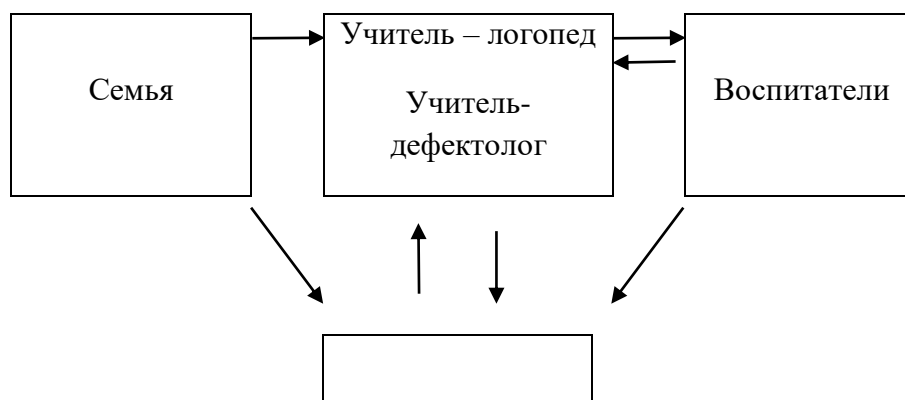 Семья
Учитель – логопед
Учитель-
дефектолог
Воспитатели